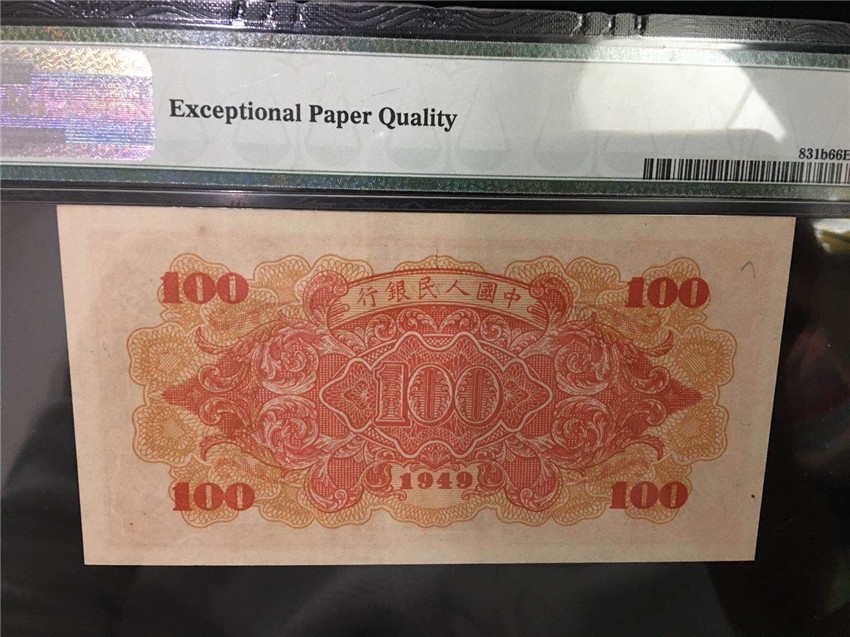 Exceptional Paper Quality
831b66E
100 100
行銀民人國中
100
1949
100 100